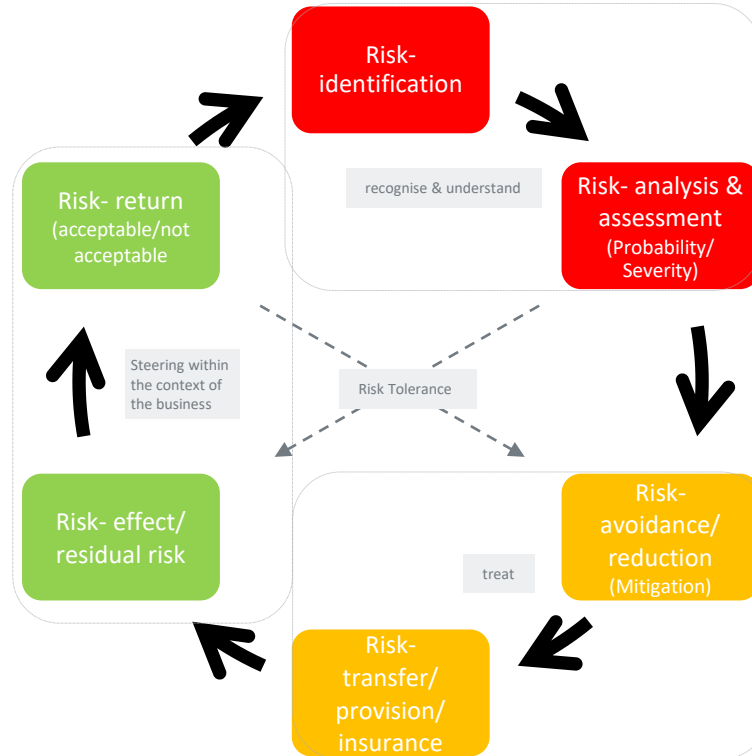 Risk-
identification
recognise & understand
Risk- analysis &
assessment
(Probability/
Severity)
Risk- return
(acceptable/not
acceptable
Steering within
the context of
the business
Risk Tolerance
Risk- effect/
residual risk
Risk-
avoidance/
reduction
(Mitigation)
treat
Risk-
transfer/
provision/
insurance